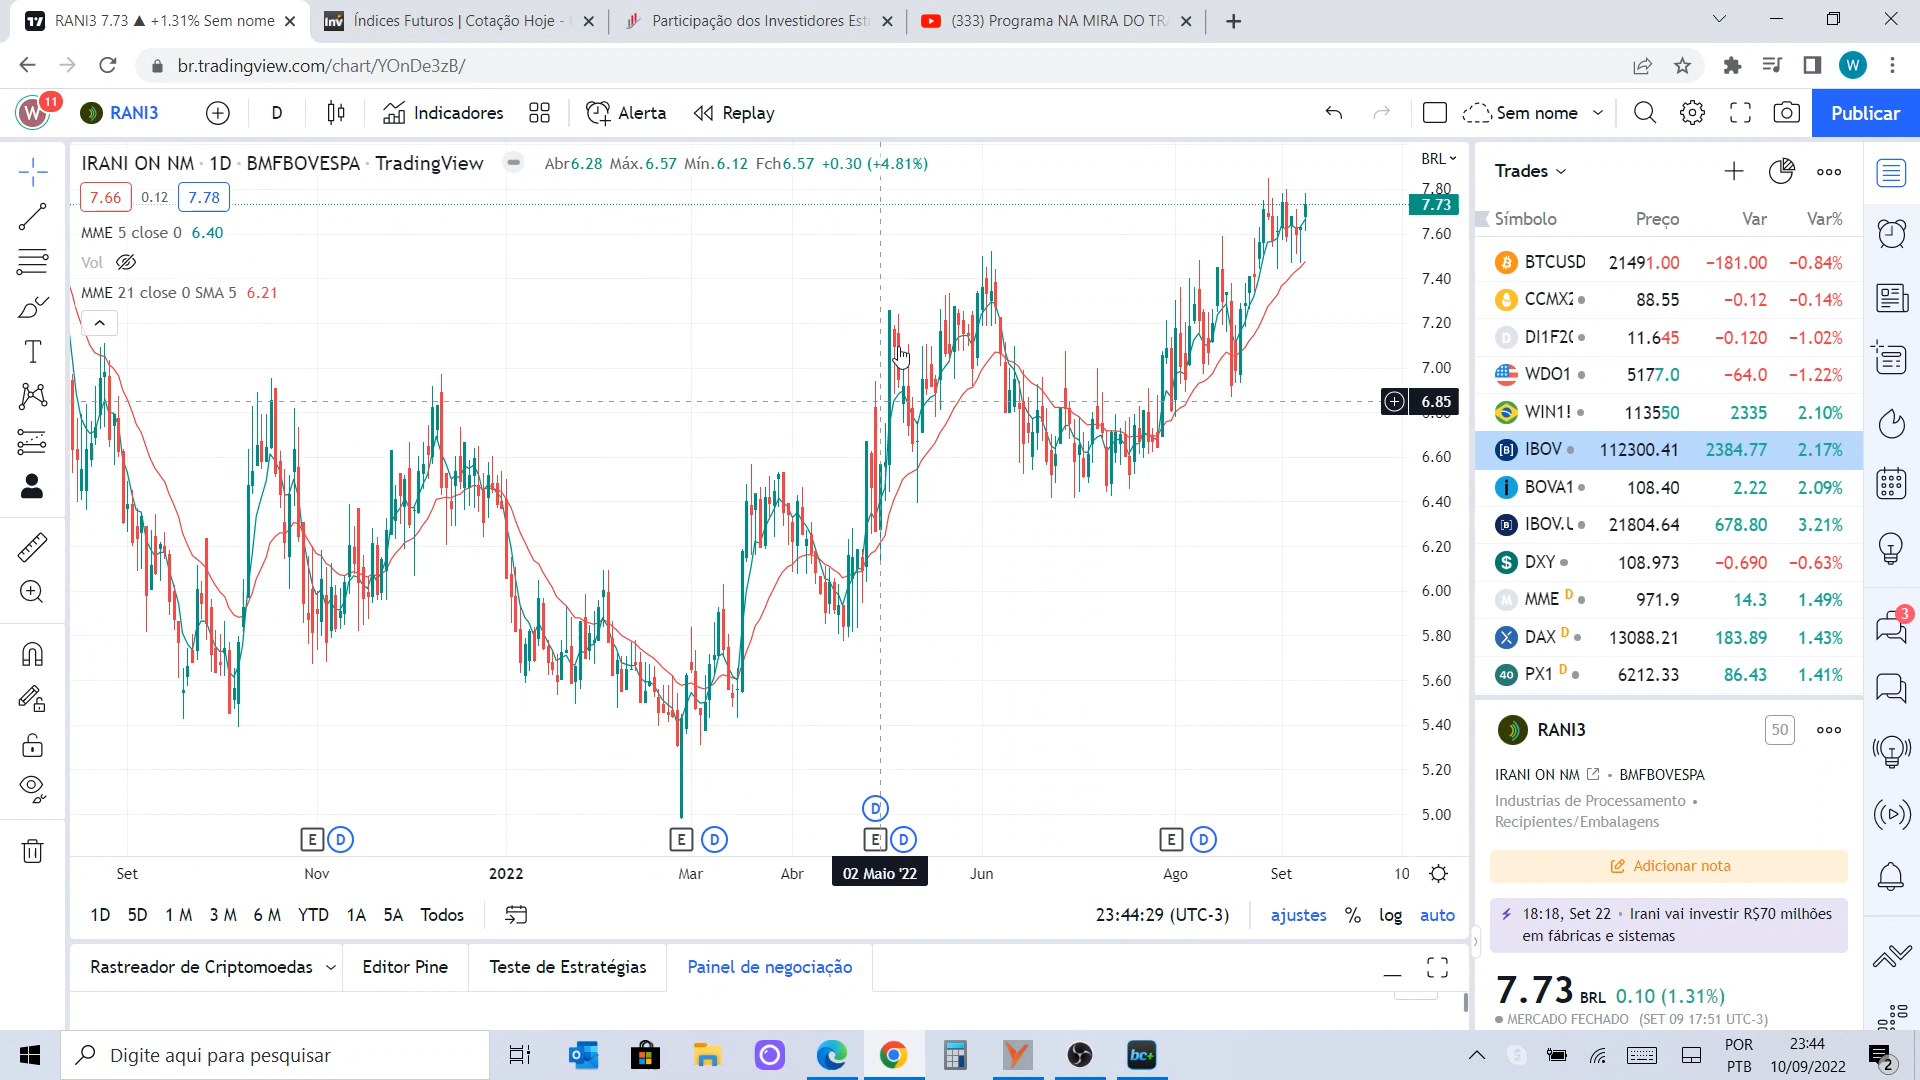 RANI3 7.73 ▲ +1.31% Sem nome
Índices Futuros | Cotação Hoje -
Participação dos Investidores Est
(333) Programa NA MIRA DO TR
br.tradingview.com/chart/YOnDe3zB/
W
W 11
RANI3
D
Indicadores
Alerta
Replay
Sem nome
Publicar
IRANI ON NM · 1D · BMFBOVESPA · TradingView
Abr6.28 Máx.6.57 Mín.6.12 Fch6.57 +0.30 (+4.81%)
BRL
7.66 0.12 7.78
MME 5 close 0 6.40
Vol
MME 21 close 0 SMA 5 6.21
7.80
7.73
7.60
7.40
7.20
7.00
6.85
6.60
6.40
6.20
6.00
5.80
5.60
5.40
5.20
5.00
E D E D D E D E D
Set Nov 2022 Mar Abr 02 Maio '22 Jun Ago Set 10
1D 5D 1 M 3 M 6 M YTD 1A 5A Todos
23:44:29 (UTC-3) ajustes % log auto
Rastreador de Criptomoedas Editor Pine Teste de Estratégias Painel de negociação
Trades
Símbolo Preço Var Var%
BTCUSD 21491.00 −181.00 −0.84%
CCMX2 88.55 −0.12 −0.14%
DI1F20 11.645 −0.120 −1.02%
WDO1 5177.0 −64.0 −1.22%
WIN1! 113550 2335 2.10%
IBOV 112300.41 2384.77 2.17%
BOVA1 108.40 2.22 2.09%
IBOV.U 21804.64 678.80 3.21%
DXY 108.973 −0.690 −0.63%
MME D 971.9 14.3 1.49%
DAX D 13088.21 183.89 1.43%
PX1 D 6212.33 86.43 1.41%
3
RANI3 50
IRANI ON NM · BMFBOVESPA
Industrias de Processamento •
Recipientes/Embalagens
Adicionar nota
18:18, Set 22 · Irani vai investir R$70 milhões
em fábricas e sistemas
7.73 BRL 0.10 (1.31%)
MERCADO FECHADO (SET 09 17:51 UTC-3)
Digite aqui para pesquisar
bc+
POR
PTB
23:44
10/09/2022
2